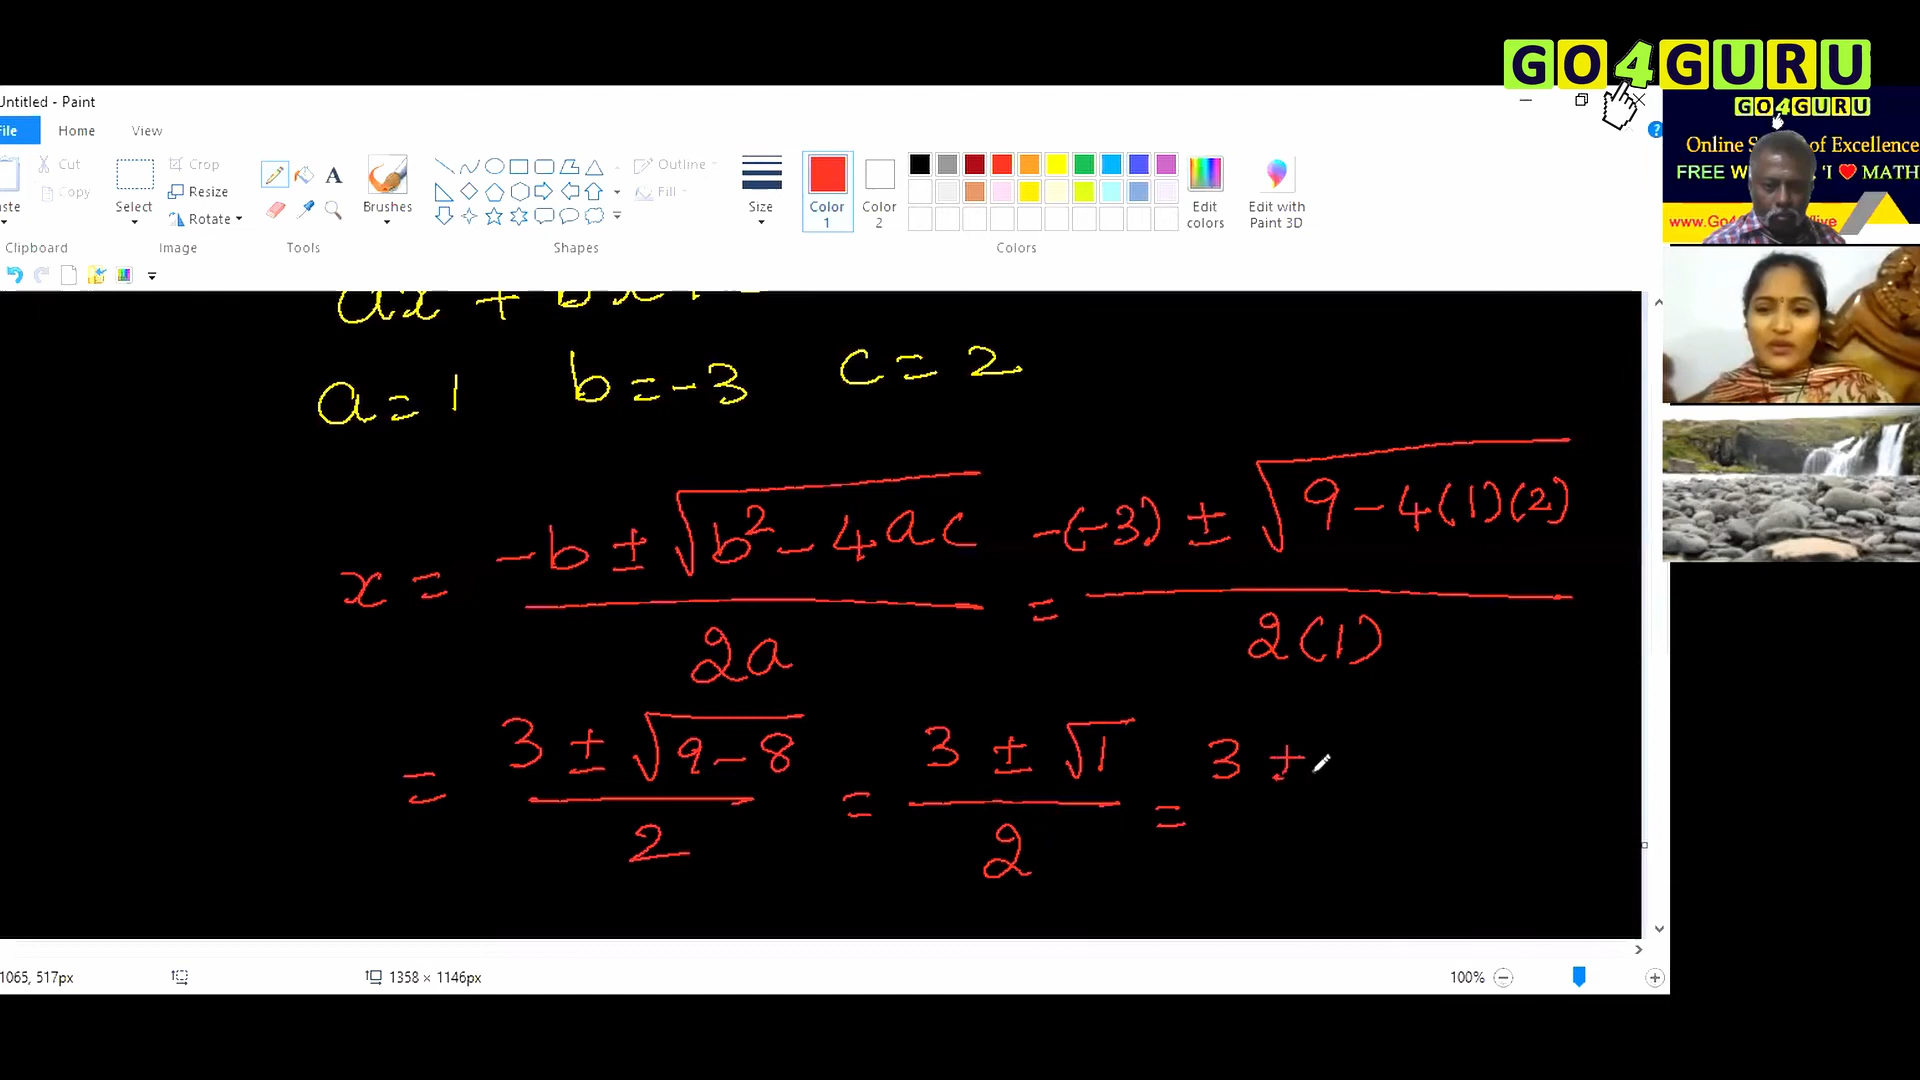 GO4GURU
GO4GURU
Untitled - Paint
File Home View
Cut
Copy
Clipboard
Select
Crop
Resize
Rotate
Image
A
Tools
Brushes
Outline
Fill
Shapes
Size
Color 1
Color 2
Edit colors
Edit with Paint 3D
Colors
Online S of Excellence
FREE W 'I ❤ MATH
www.Go4 live
a=1 b=-3 c=2
x = -b ± √b² - 4ac / 2a = -(-3) ± √9 - 4(1)(2) / 2(1)
= 3 ± √9-8 / 2 = 3 ± √1 / 2 = 3 ±
1065, 517px 1358 × 1146px 100%